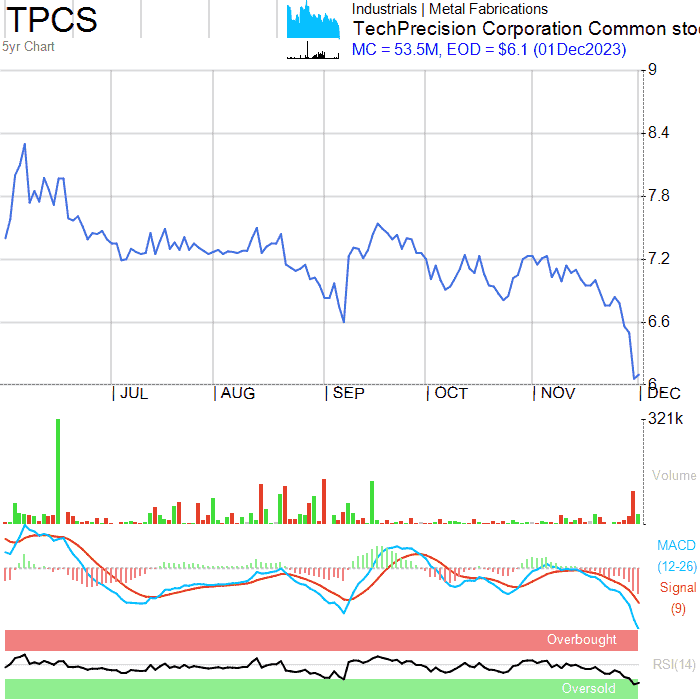 TPCS
5yr Chart
Industrials | Metal Fabrications
TechPrecision Corporation Common sto
MC = 53.5M, EOD = $6.1 (01Dec2023)
9
8.4
7.8
7.2
6.6
6
JUL AUG SEP OCT NOV DEC
321k
Volume
MACD
(12-26)
Signal
(9)
Overbought
RSI(14)
Oversold